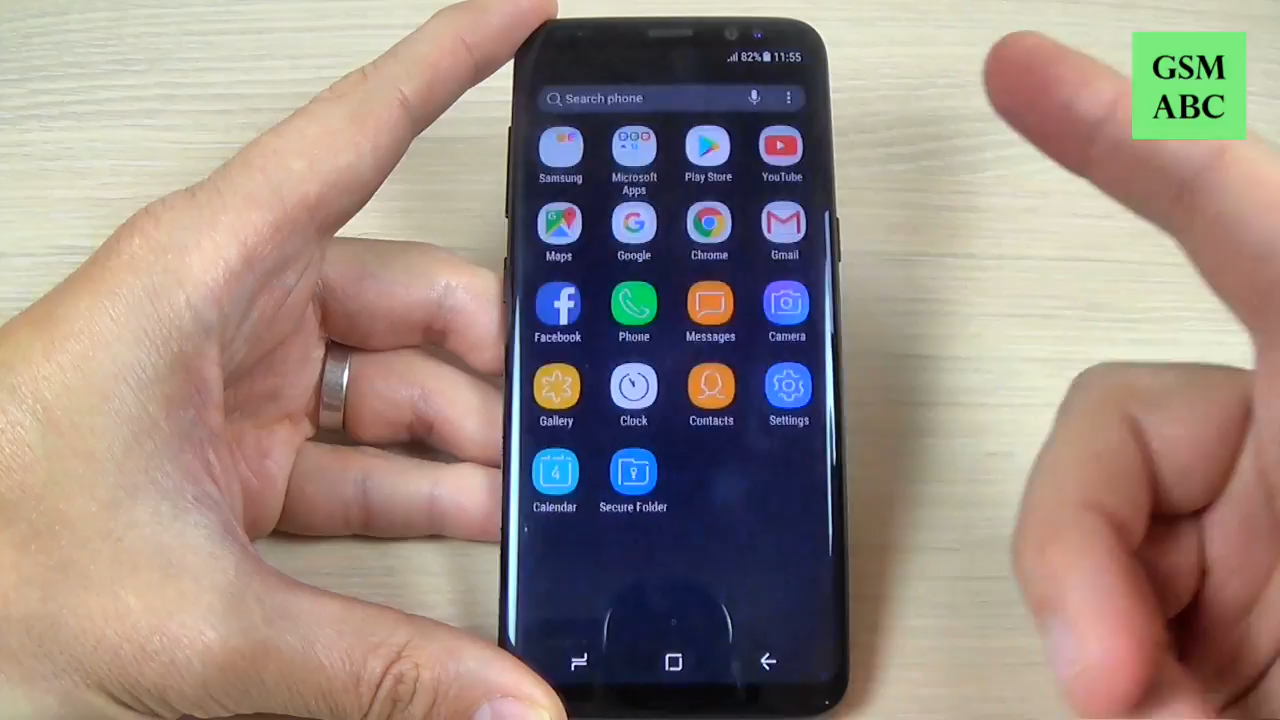 GSM
ABC
82% 11:55
Search phone
Samsung Microsoft Apps Play Store YouTube
Maps Google Chrome Gmail
Facebook Phone Messages Camera
Gallery Clock Contacts Settings
4
Calendar Secure Folder